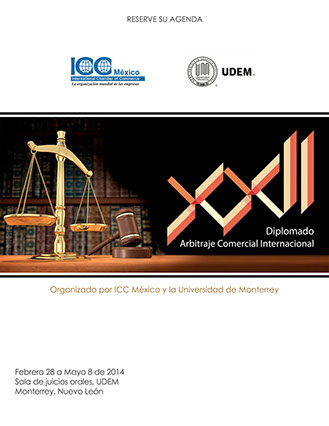 RESERVE SU AGENDA
ICC México
International Chamber of Commerce
La organización mundial de las empresas
UDEM®
XXII
Diplomado
Arbitraje Comercial Internacional
Organizado por ICC México y la Universidad de Monterrey
Febrero 28 a Mayo 8 de 2014
Sala de juicios orales, UDEM
Monterrey, Nuevo León